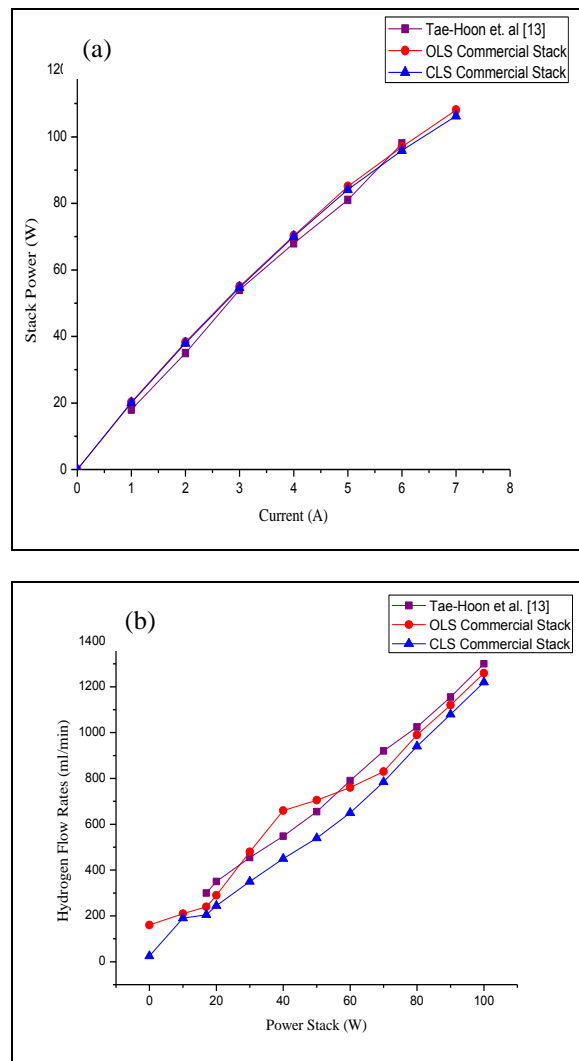 (a)
Tae-Hoon et. al [13]
OLS Commercial Stack
CLS Commercial Stack
120
100
80
60
40
20
0
Stack Power (W)
0 1 2 3 4 5 6 7 8
Current (A)
(b)
Tae-Hoon et al. [13]
OLS Commercial Stack
CLS Commercial Stack
1400
1200
1000
800
600
400
200
0
Hydrogen Flow Rates (ml/min)
0 20 40 60 80 100
Power Stack (W)